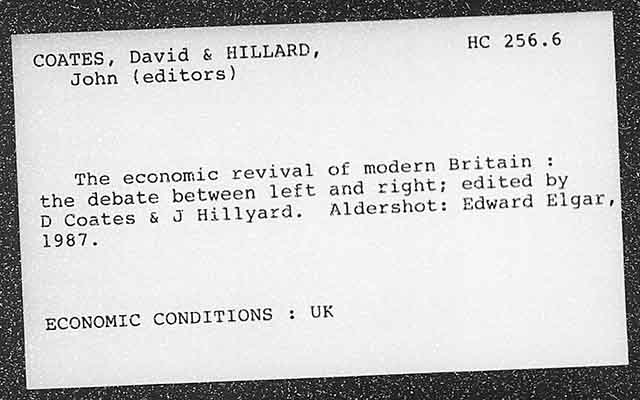 COATES, David & HILLARD, HC 256.6
John (editors)
The economic revival of modern Britain :
the debate between left and right; edited by
D Coates & J Hillyard. Aldershot: Edward Elgar,
1987.
ECONOMIC CONDITIONS : UK